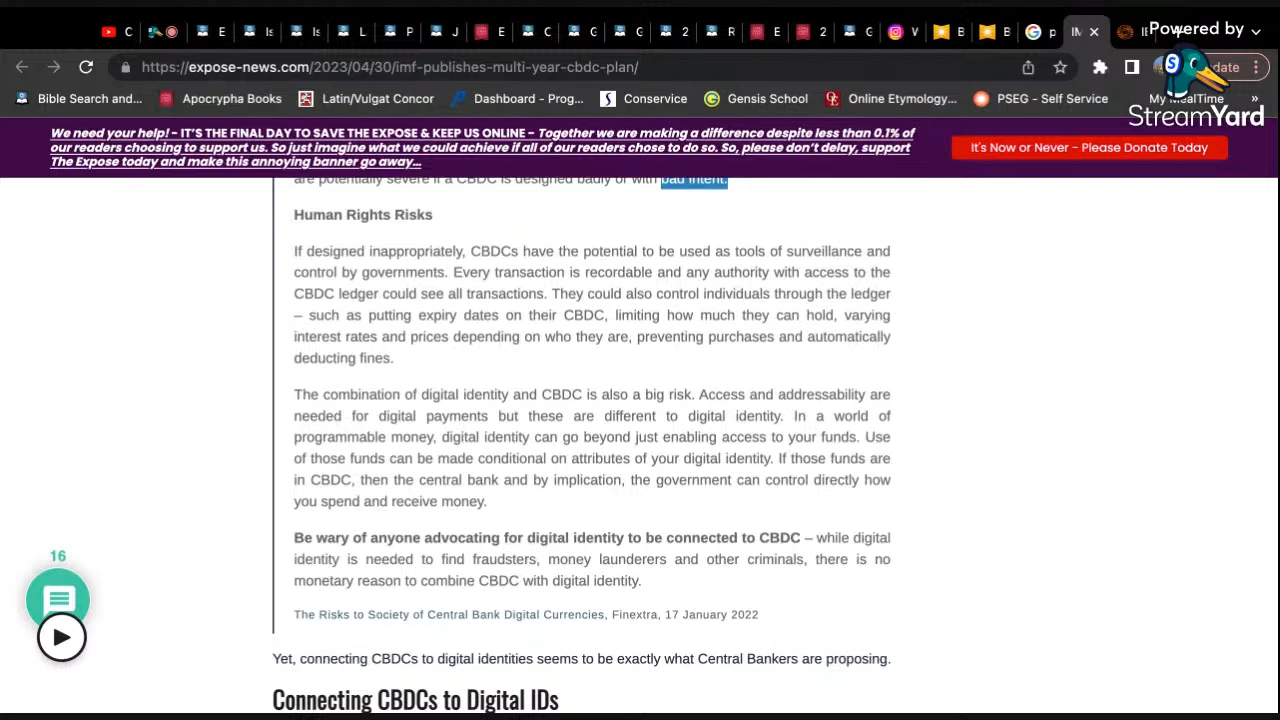 C
E
Is
Is
L
P
J
E
C
G
G
2
R
E
2
G
V
B
B
p
IM
Powered by
https://expose-news.com/2023/04/30/imf-publishes-multi-year-cbdc-plan/
date
Bible Search and... Apocrypha Books Latin/Vulgat Concor Dashboard - Prog... Conservice Gensis School Online Etymology... PSEG - Self Service My MealTime »
StreamYard
We need your help! - IT'S THE FINAL DAY TO SAVE THE EXPOSE & KEEP US ONLINE - Together we are making a difference despite less than 0.1% of
our readers choosing to support us. So just imagine what we could achieve if all of our readers chose to do so. So, please don't delay, support
The Expose today and make this annoying banner go away...
It's Now or Never - Please Donate Today
are potentially severe if a CBDC is designed badly or with bad intent.
Human Rights Risks
If designed inappropriately, CBDCs have the potential to be used as tools of surveillance and
control by governments. Every transaction is recordable and any authority with access to the
CBDC ledger could see all transactions. They could also control individuals through the ledger
– such as putting expiry dates on their CBDC, limiting how much they can hold, varying
interest rates and prices depending on who they are, preventing purchases and automatically
deducting fines.
The combination of digital identity and CBDC is also a big risk. Access and addressability are
needed for digital payments but these are different to digital identity. In a world of
programmable money, digital identity can go beyond just enabling access to your funds. Use
of those funds can be made conditional on attributes of your digital identity. If those funds are
in CBDC, then the central bank and by implication, the government can control directly how
you spend and receive money.
Be wary of anyone advocating for digital identity to be connected to CBDC – while digital
identity is needed to find fraudsters, money launderers and other criminals, there is no
monetary reason to combine CBDC with digital identity.
The Risks to Society of Central Bank Digital Currencies, Finextra, 17 January 2022
16
Yet, connecting CBDCs to digital identities seems to be exactly what Central Bankers are proposing.
Connecting CBDCs to Digital IDs